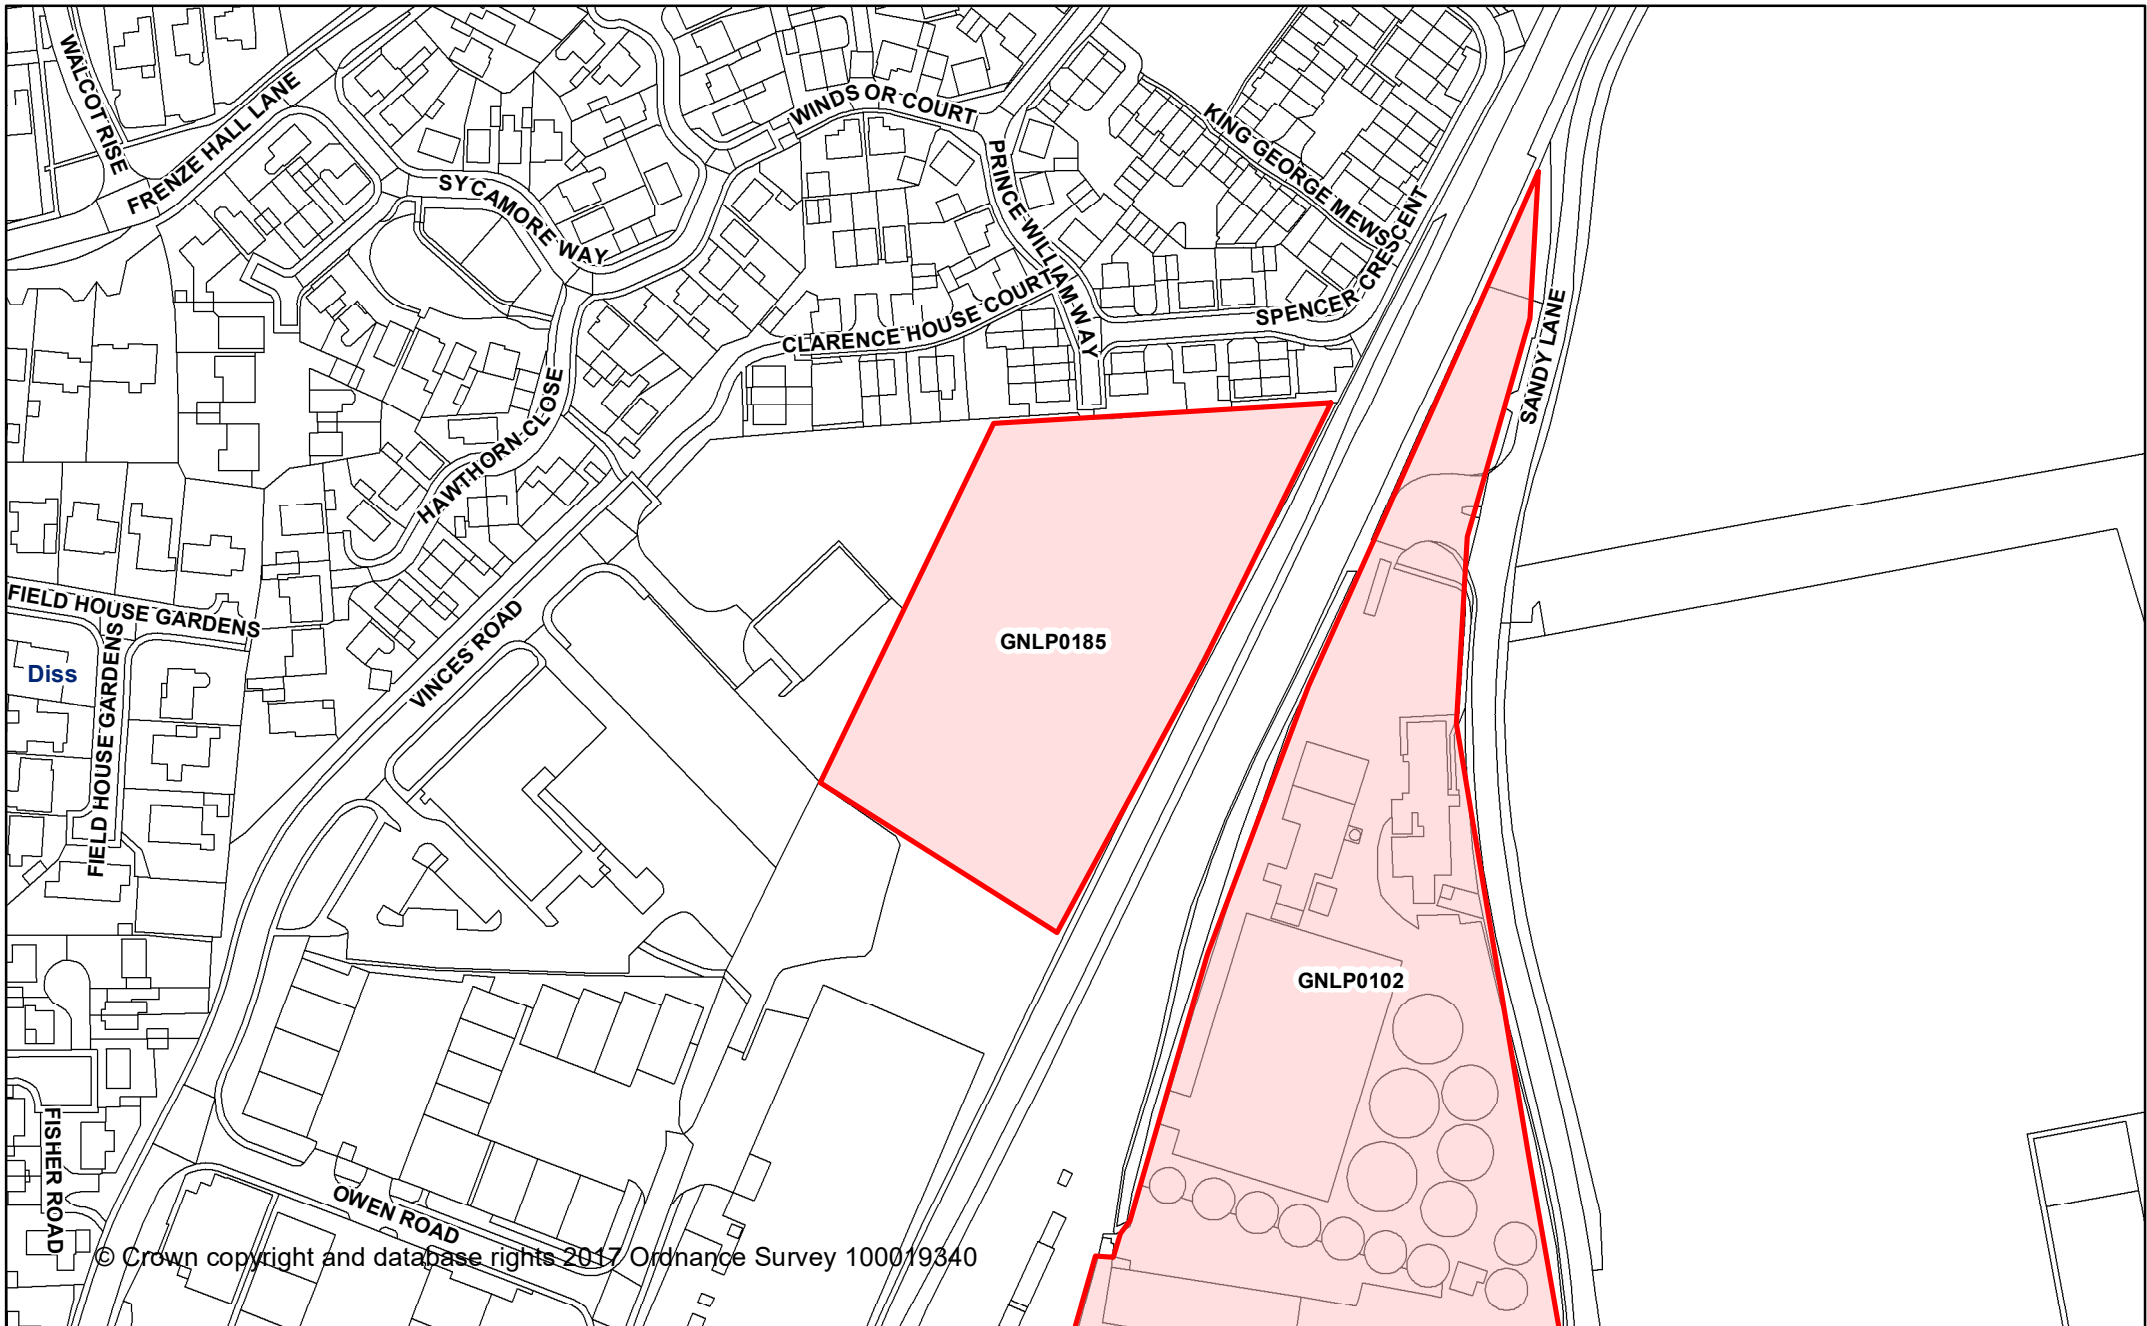 WALCOT RISE
FRENZE HALL LANE
SYCAMORE WAY
WINDSOR COURT
PRINCE WILLIAM WAY
KING GEORGE MEWS
SPENCER CRESCENT
CLARENCE HOUSE COURT
SANDY LANE
HAWTHORN CLOSE
FIELD HOUSE GARDENS
FIELD HOUSE GARDENS
Diss
VINCES ROAD
GNLP0185
GNLP0102
FISHER ROAD
OWEN ROAD
© Crown copyright and database rights 2017 Ordnance Survey 100019340